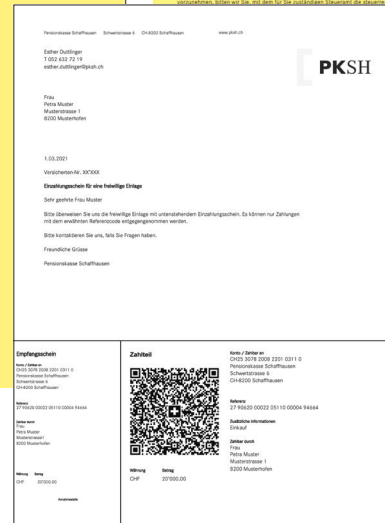 vorzunehmen, bitten wir Sie, mit dem für Sie zuständigen Steueramt die steuerre
Pensionskasse Schaffhausen Schwertstrasse 6 CH-8200 Schaffhausen www.pksh.ch
Esther Duttlinger
T 052 632 72 19
esther.duttlinger@pksh.ch
PKSH
Frau
Petra Muster
Musterstrasse 1
8200 Musterhofen
1.03.2021
Versicherten-Nr. XX'XXX
Einzahlungsschein für eine freiwillige Einlage
Sehr geehrte Frau Muster
Bitte überweisen Sie uns die freiwillige Einlage mit untenstehendem Einzahlungsschein. Es können nur Zahlungen
mit dem erwähnten Referenzcode entgegengenommen werden.
Bitte kontaktieren Sie uns, falls Sie Fragen haben.
Freundliche Grüsse
Pensionskasse Schaffhausen
Empfangsschein
Konto / Zahlbar an
CH25 3078 2008 2201 0311 0
Pensionskasse Schaffhausen
Schwertstrasse 6
CH-8200 Schaffhausen
Referenz
27 90620 00022 05110 00004 94664
Zahlbar durch
Frau
Petra Muster
Musterstrasse1
8200 Musterhofen
Währung Betrag
CHF 20'000.00
Annahmestelle
Zahlteil
Währung Betrag
CHF 20'000.00
Konto / Zahlbar an
CH25 3078 2008 2201 0311 0
Pensionskasse Schaffhausen
Schwertstrasse 6
CH-8200 Schaffhausen
Referenz
27 90620 00022 05110 00004 94664
Zusätzliche Informationen
Einkauf
Zahlbar durch
Frau
Petra Muster
Musterstrasse 1
8200 Musterhofen